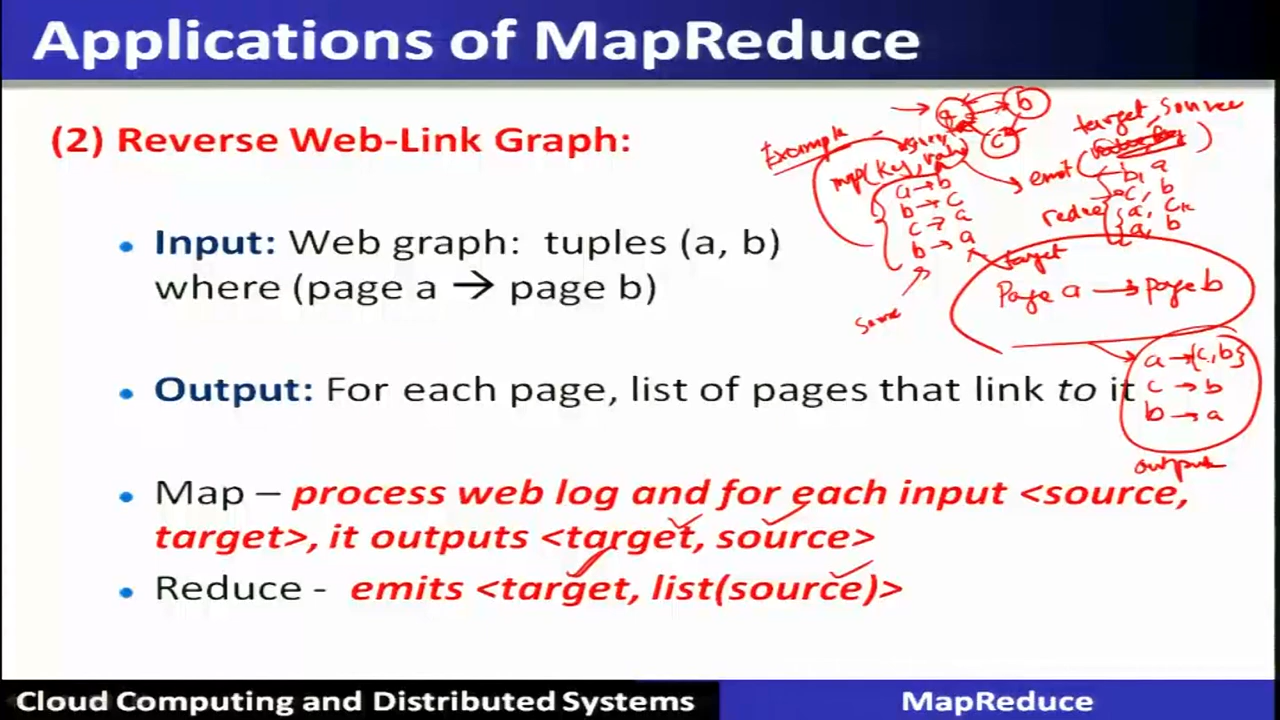 Applications of MapReduce
(2) Reverse Web-Link Graph:
Input: Web graph: tuples (a, b)
where (page a → page b)
Output: For each page, list of pages that link to it
Map – process web log and for each input <source,
target>, it outputs <target, source>
Reduce - emits <target, list(source)>
Example
a
b
c
map(key, value)
a → b
b → c
c → a
b → a
target
target, source
emit ( )
b, a
c, b
a, c
a, b
reduce
Page a → page b
a → {c, b}
c → b
b → a
output
Cloud Computing and Distributed Systems
MapReduce